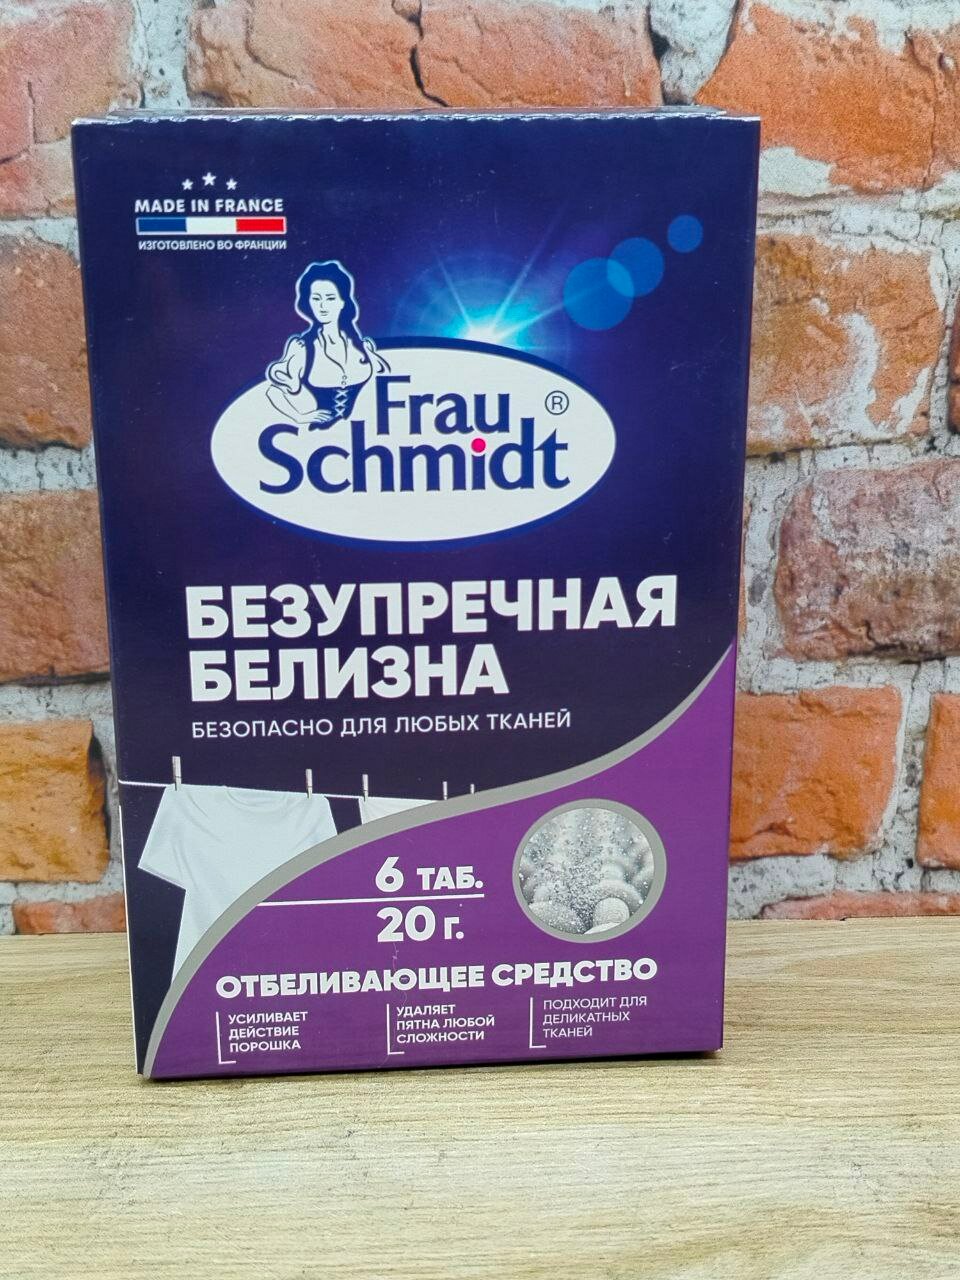 MADE IN FRANCE
ИЗГОТОВЛЕНО ВО ФРАНЦИИ
Frau ®
Schmidt
БЕЗУПРЕЧНАЯ
БЕЛИЗНА
БЕЗОПАСНО ДЛЯ ЛЮБЫХ ТКАНЕЙ
6 ТАБ.
20 г.
ОТБЕЛИВАЮЩЕЕ СРЕДСТВО
УСИЛИВАЕТ
ДЕЙСТВИЕ
ПОРОШКА
УДАЛЯЕТ
ПЯТНА ЛЮБОЙ
СЛОЖНОСТИ
ПОДХОДИТ ДЛЯ
ДЕЛИКАТНЫХ
ТКАНЕЙ